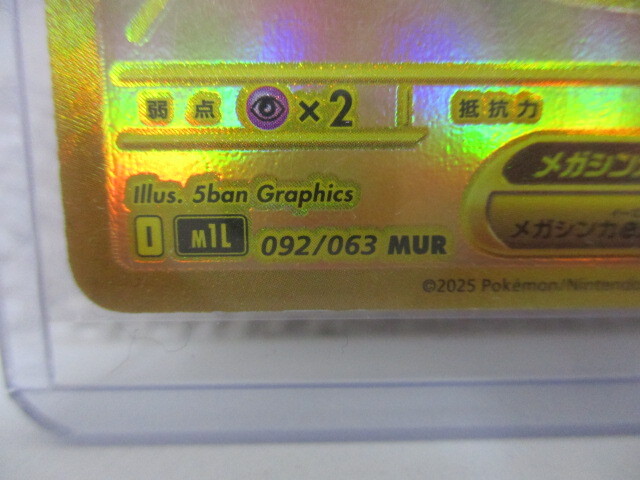 弱点 ×2 抵抗力
メガシンカ
Illus. 5ban Graphics
メガシンカ
I M1L 092/063 MUR
©2025 Pokémon/Nintendo